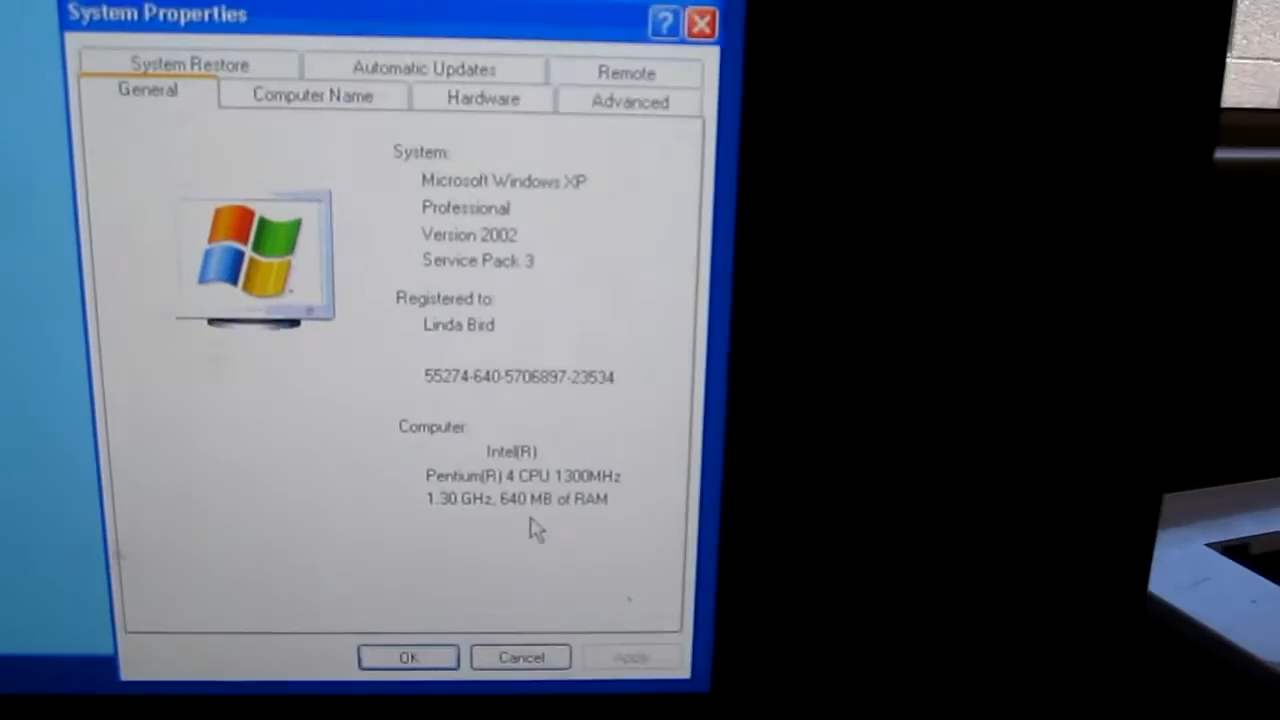 System Properties
System Restore
Automatic Updates
Remote
General
Computer Name
Hardware
Advanced
System:
Microsoft Windows XP
Professional
Version 2002
Service Pack 3
Registered to:
Linda Bird
55274-640-5706897-23534
Computer:
Intel(R)
Pentium(R) 4 CPU 1300MHz
1.30 GHz, 640 MB of RAM
OK
Cancel
Apply